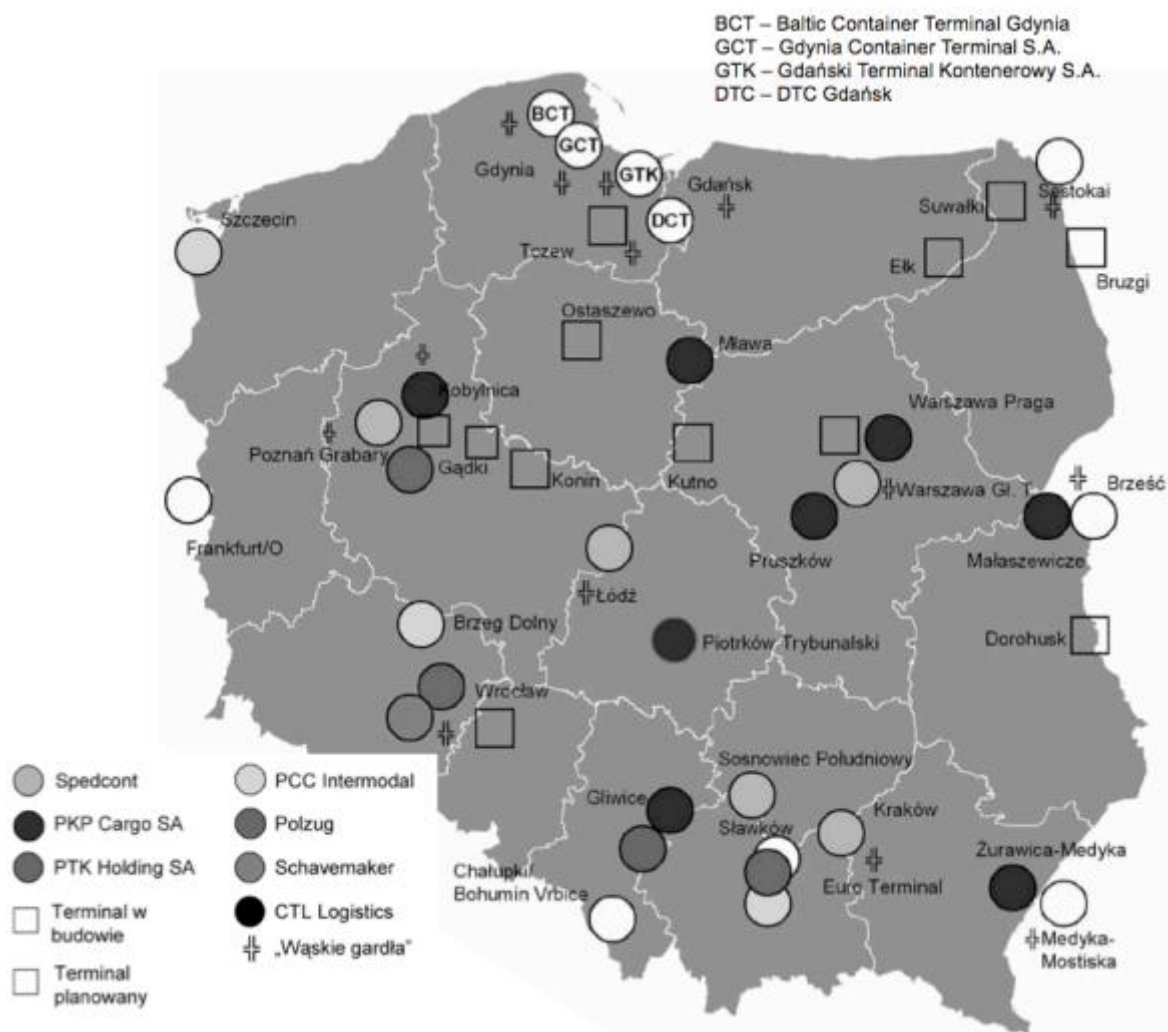 BCT – Baltic Container Terminal Gdynia
GCT – Gdynia Container Terminal S.A.
GTK – Gdański Terminal Kontenerowy S.A.
DTC – DTC Gdańsk
BCT
GCT
Gdynia
GTK
Gdańsk
DCT
Sestokai
Suwałki
Szczecin
Tczew
Ełk
Bruzgi
Ostaszewo
Mława
Kobylnica
Warszawa Praga
Poznań Grabary
Gądki
Konin
Kutno
Warszawa Gł. T.
Brześć
Frankfurt/O
Pruszków
Małaszewicze
Łódź
Brzeg Dolny
Piotrków Trybunalski
Dorohusk
Wrocław
Sosnowiec Południowy
Gliwice
Kraków
Sławków
Żurawica-Medyka
Chałupki/
Bohumin Vrbice
Euro Terminal
Medyka-
Mostiska
Spedcont
PKP Cargo SA
PTK Holding SA
Terminal w
budowie
Terminal
planowany
PCC Intermodal
Polzug
Schavemaker
CTL Logistics
„Wąskie gardła"